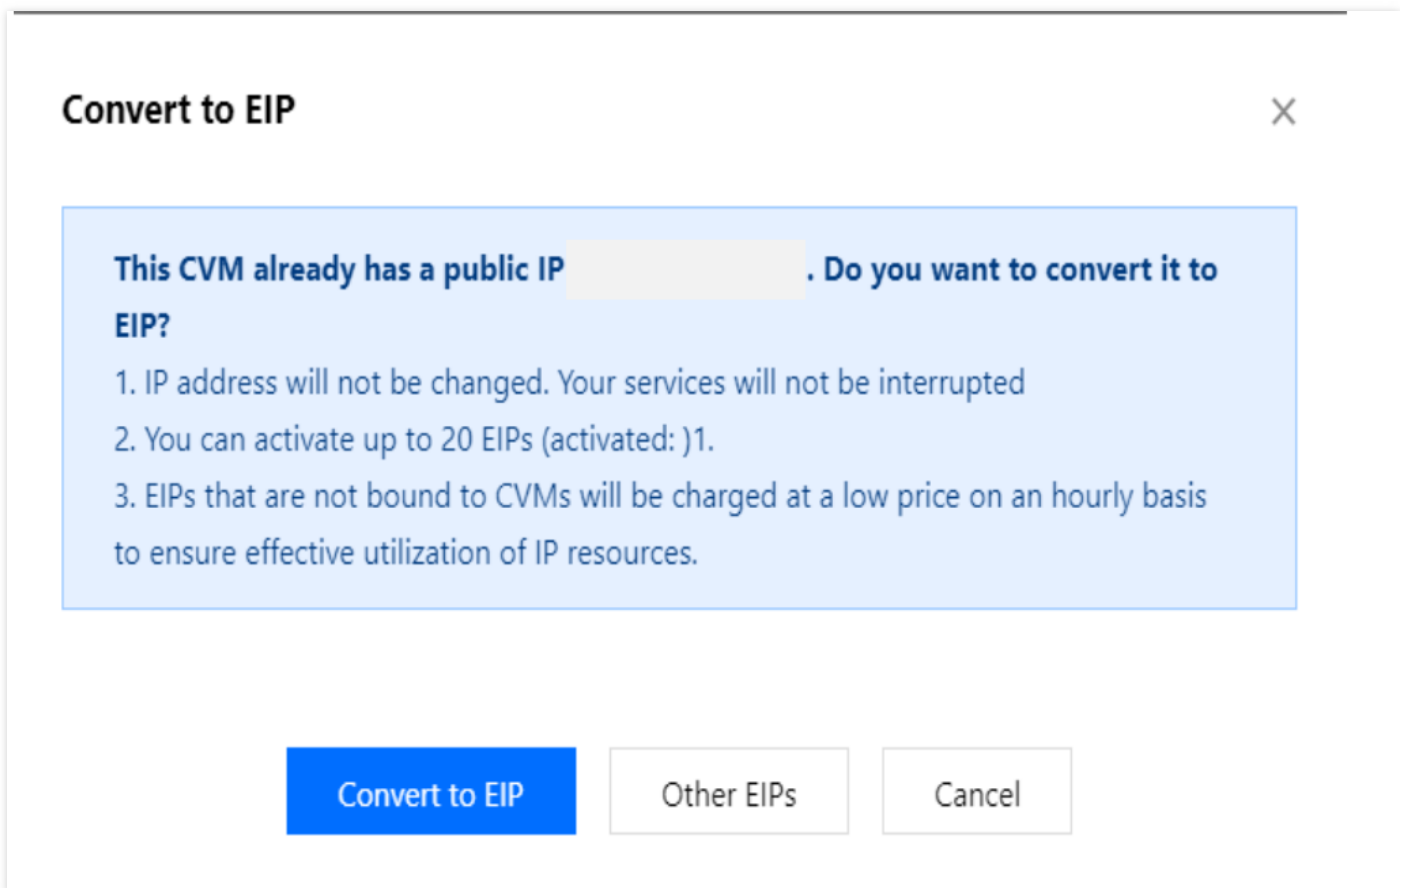 Convert to EIP
This CVM already has a public IP . Do you want to convert it to
EIP?
1. IP address will not be changed. Your services will not be interrupted
2. You can activate up to 20 EIPs (activated: )1.
3. EIPs that are not bound to CVMs will be charged at a low price on an hourly basis
to ensure effective utilization of IP resources.
Convert to EIP
Other EIPs
Cancel